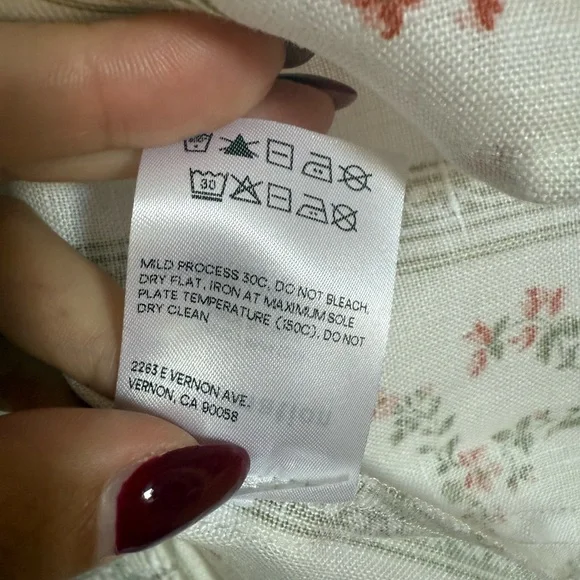 30
MILD PROCESS 30C, DO NOT BLEACH,
DRY FLAT, IRON AT MAXIMUM SOLE
PLATE TEMPERATURE (150C), DO NOT
DRY CLEAN
2263 E VERNON AVE.
VERNON, CA 90058